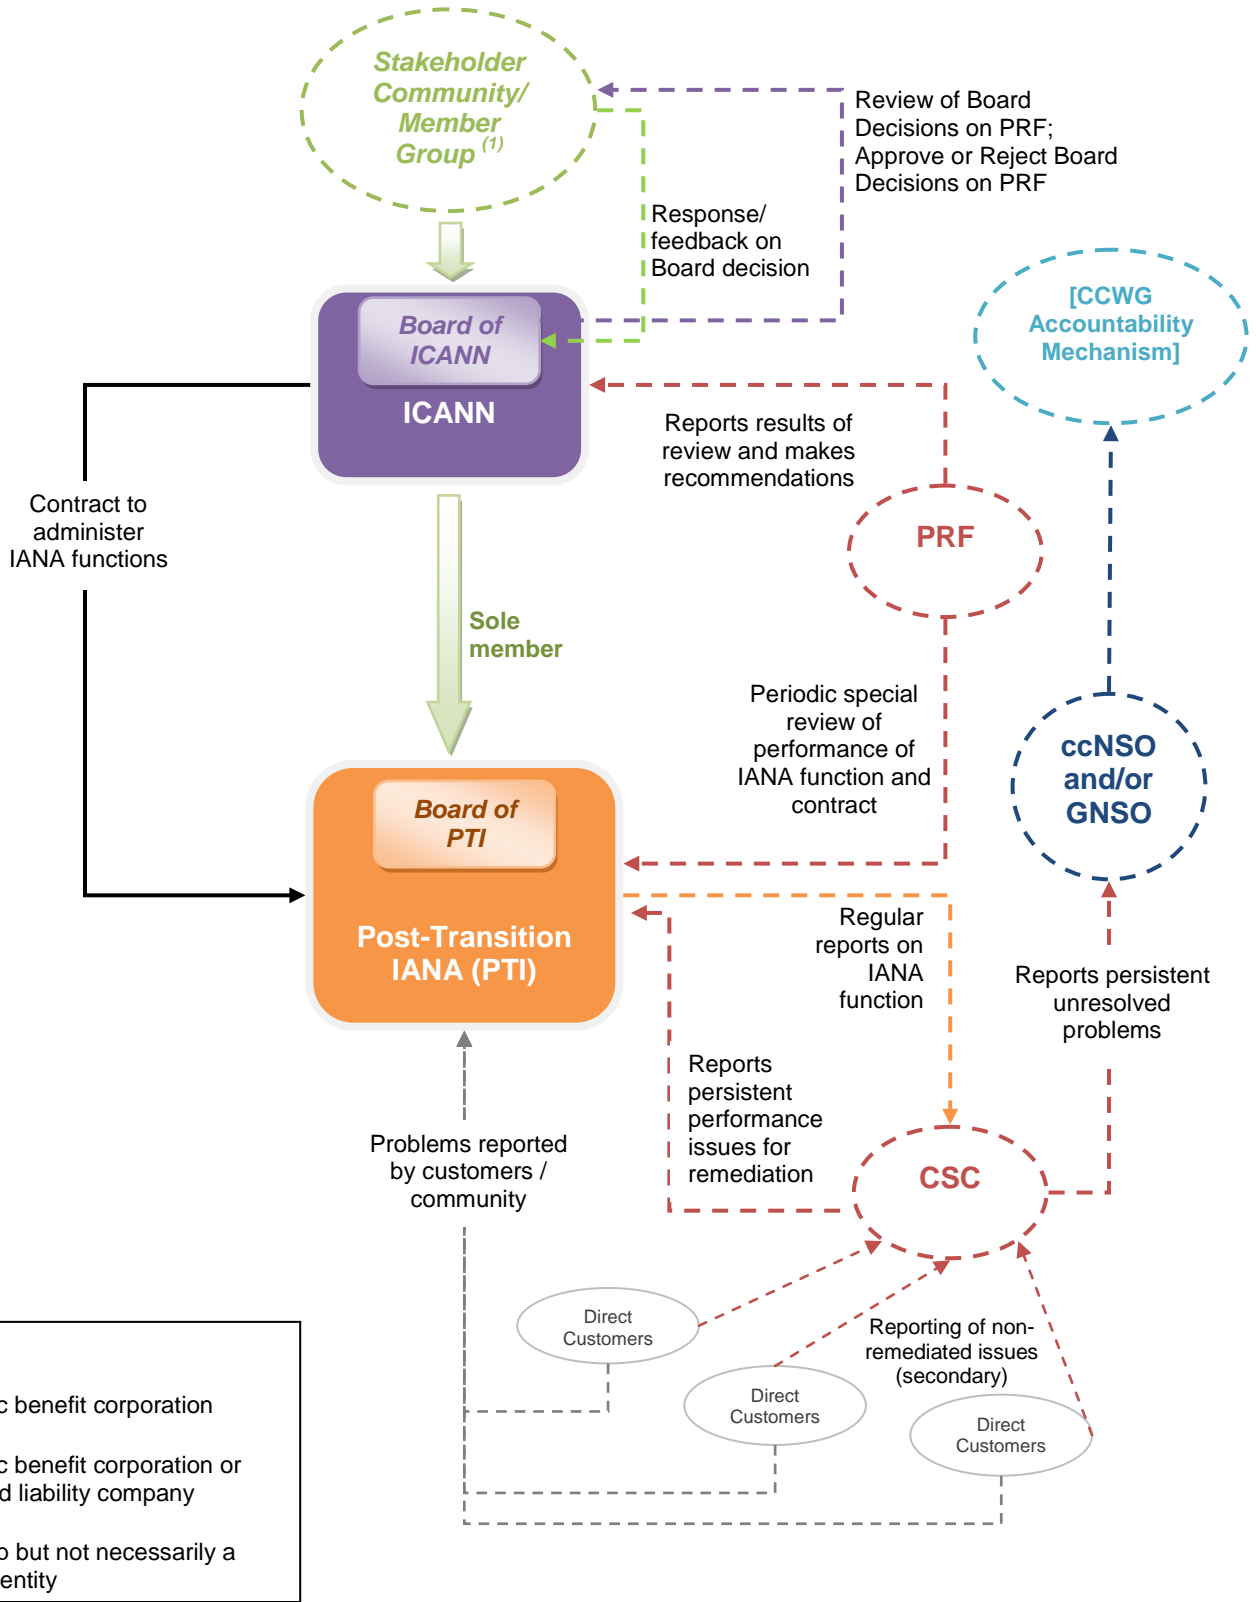 Stakeholder
Community/
Member
Group (1)
Review of Board
Decisions on PRF;
Approve or Reject Board
Decisions on PRF
Response/
feedback on
Board decision
[CCWG
Accountability
Mechanism]
Board of
ICANN
ICANN
Reports results of
review and makes
recommendations
Contract to
administer
IANA functions
PRF
Sole
member
Periodic special
review of
performance of
IANA function and
contract
ccNSO
and/or
GNSO
Board of
PTI
Post-Transition
IANA (PTI)
Regular
reports on
IANA
function
Reports persistent
unresolved
problems
Reports
persistent
performance
issues for
remediation
Problems reported
by customers /
community
CSC
Direct
Customers
Reporting of non-
remediated issues
(secondary)
Direct
Customers
Direct
Customers
c benefit corporation
c benefit corporation or
d liability company
but not necessarily a
entity